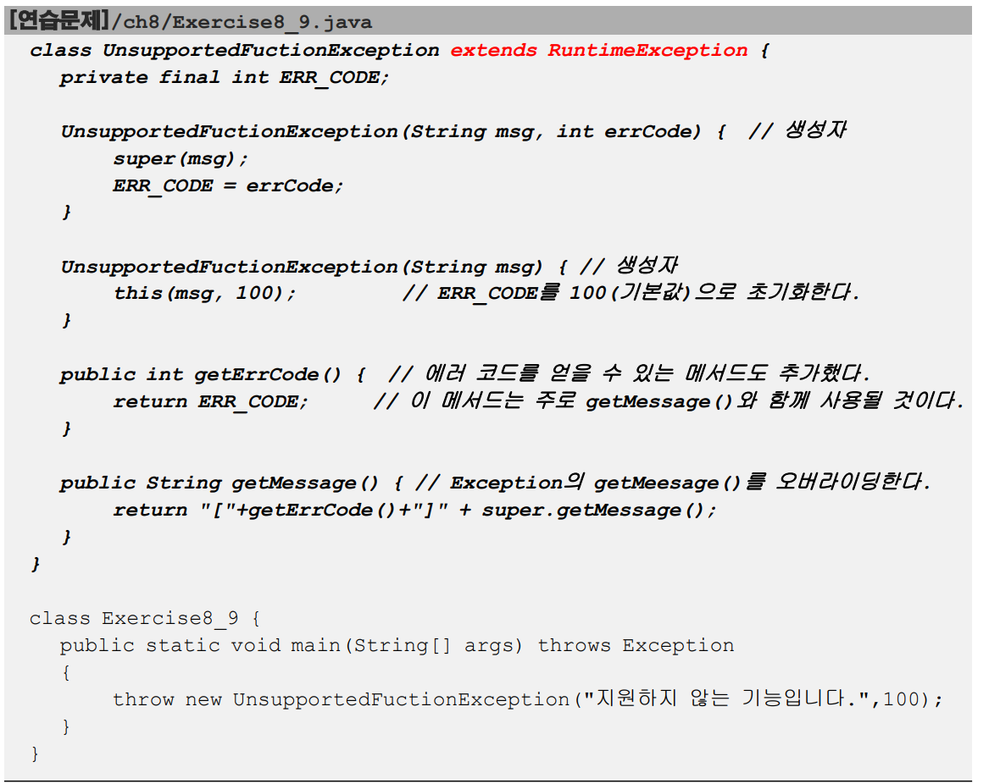 [연습문제]/ch8/Exercise8_9.java
class UnsupportedFuctionException extends RuntimeException {
private final int ERR_CODE;
UnsupportedFuctionException(String msg, int errCode) { // 생성자
super(msg);
ERR_CODE = errCode;
}
UnsupportedFuctionException(String msg) { // 생성자
this(msg, 100); // ERR_CODE를 100(기본값)으로 초기화한다.
}
public int getErrCode() { // 에러 코드를 얻을 수 있는 메서드도 추가했다.
return ERR_CODE; // 이 메서드는 주로 getMessage()와 함께 사용될 것이다.
}
public String getMessage() { // Exception의 getMeesage()를 오버라이딩한다.
return "["+getErrCode()+"]" + super.getMessage();
}
}
class Exercise8_9 {
public static void main(String[] args) throws Exception
{
throw new UnsupportedFuctionException("지원하지 않는 기능입니다.",100);
}
}